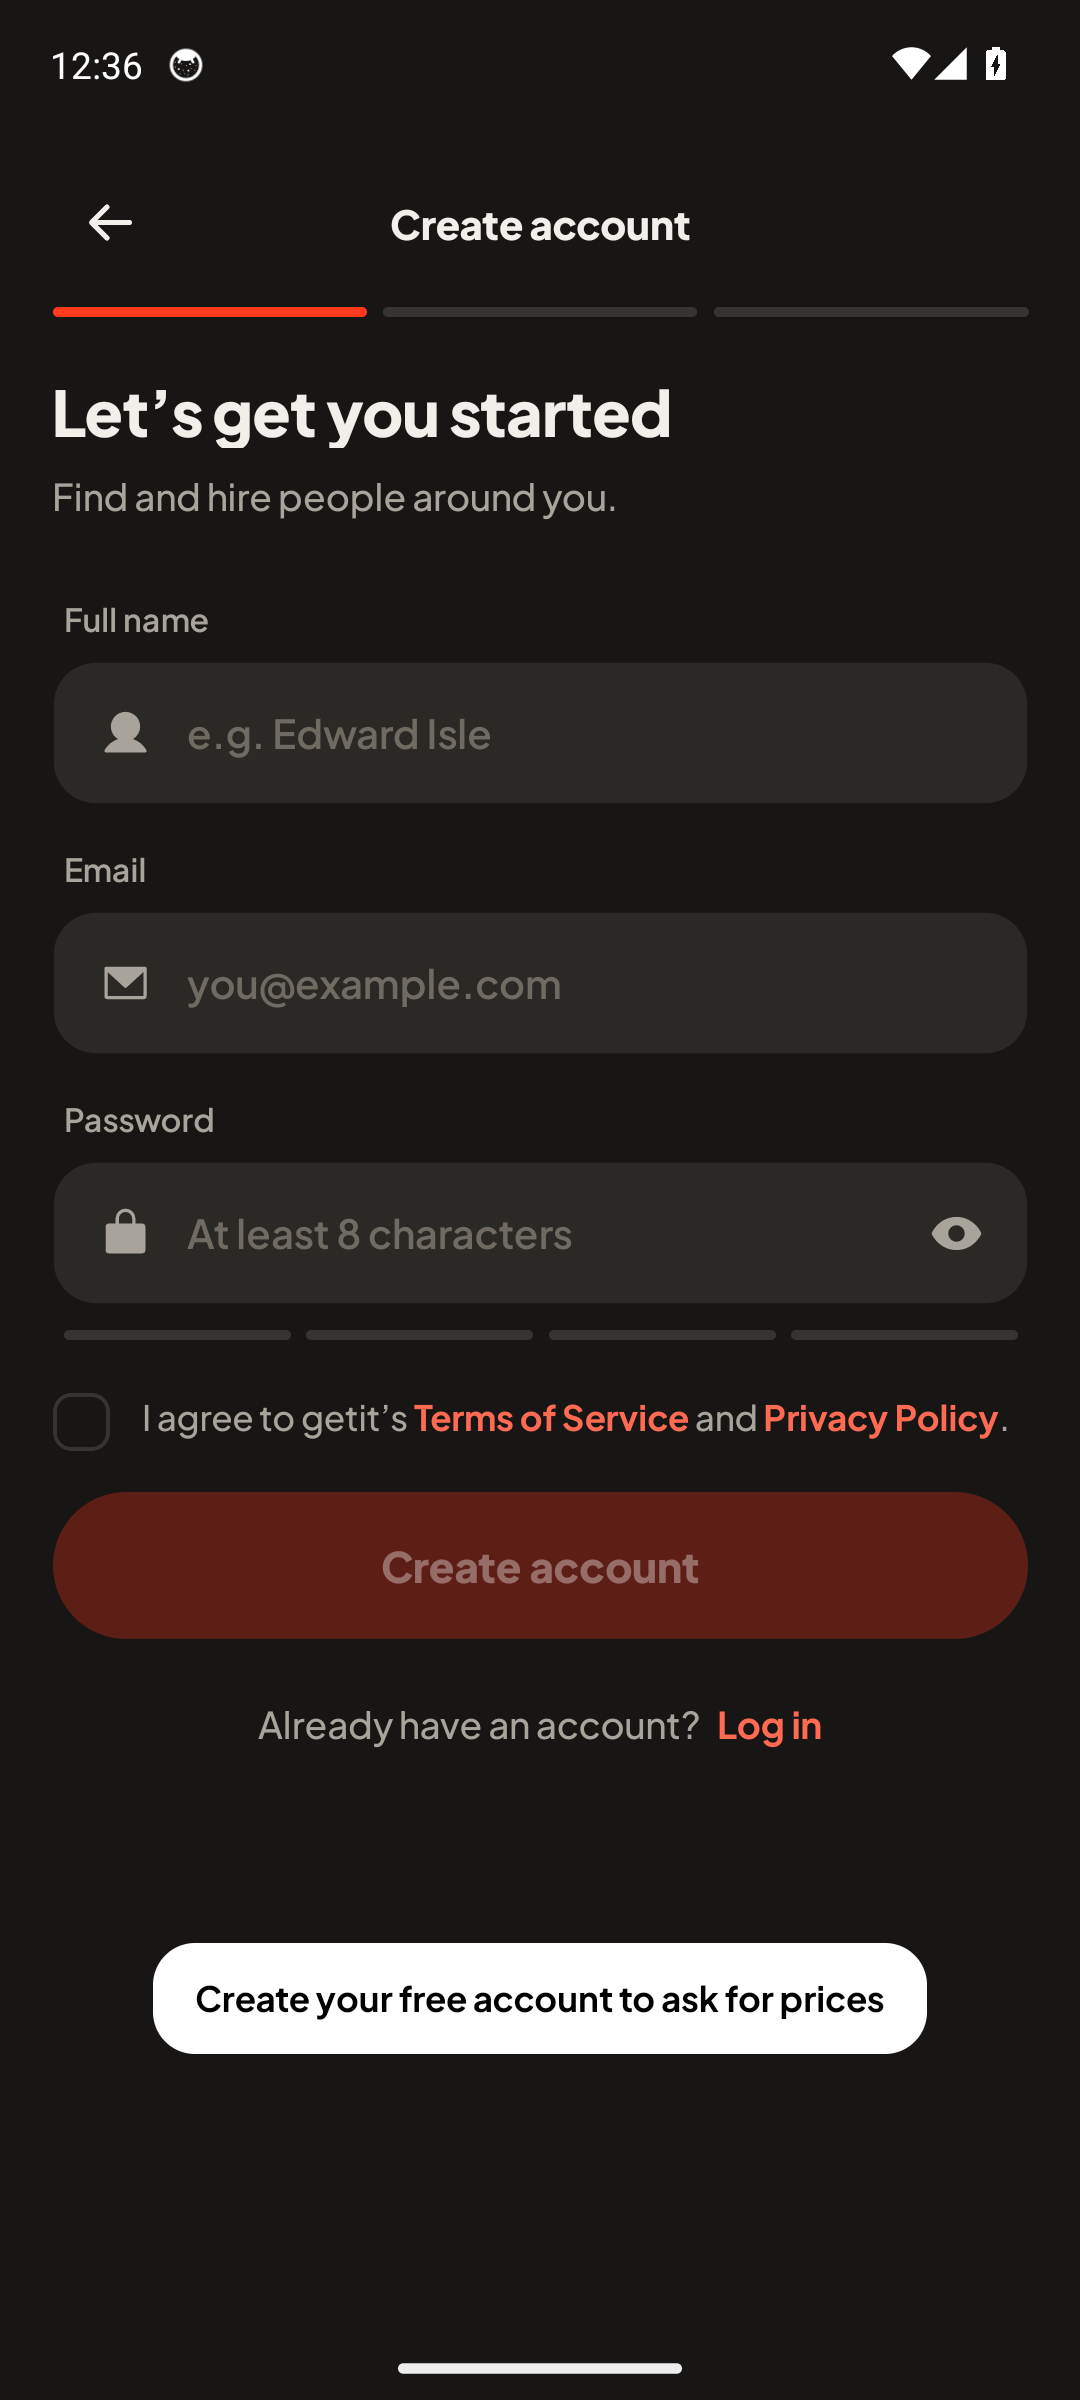 12:36
Create account
Let’s get you started
Find and hire people around you.
Full name
e.g. Edward Isle
Email
you@example.com
Password
At least 8 characters
I agree to getit’s Terms of Service and Privacy Policy.
Create account
Already have an account? Log in
Create your free account to ask for prices